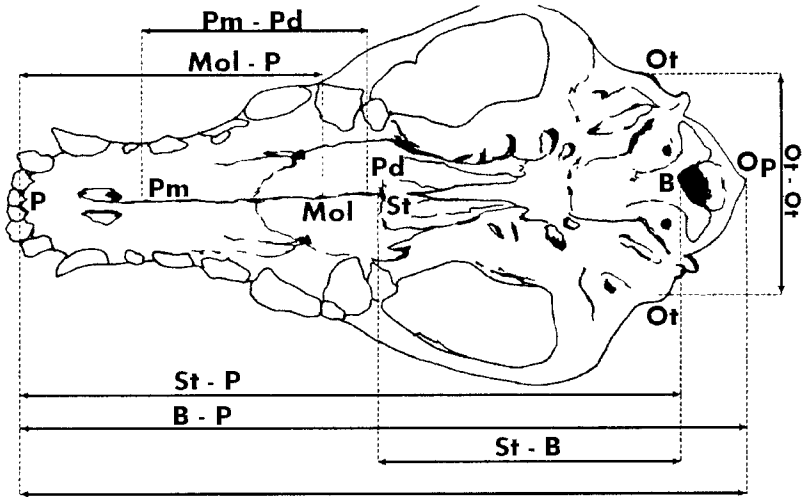 Pm - Pd
Mol - P
Ot
Ot - Ot
Op
Pd
B
P
Pm
Mol
St
Ot
St - P
B - P
St - B